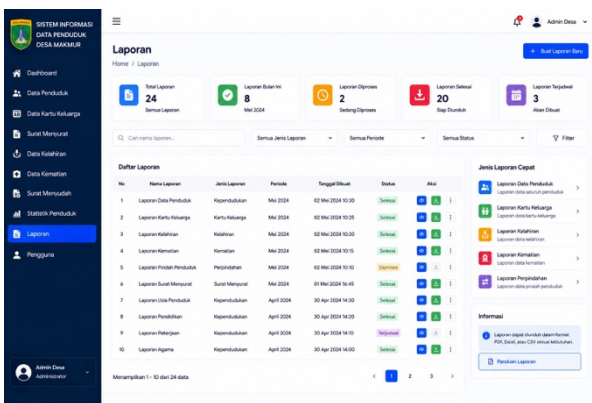 SISTEM INFORMASI
DATA PENDUDUK
DESA MAKMUR
Dashboard
Data Penduduk
Data Kartu Keluarga
Surat Menyurat
Data Kelahiran
Data Kematian
Surat Menyudah
Statistik Penduduk
Laporan
Pengguna
Admin Desa
Administrator
Admin Desa
Laporan
Home / Laporan
+ Buat Laporan Baru
Total Laporan
24
Semua Laporan
Laporan Bulan Ini
8
Mei 2024
Laporan Diproses
2
Sedang Diproses
Laporan Selesai
20
Siap Diunduh
Laporan Terjadwal
3
Akan Dibuat
Cari nama laporan...
Semua Jenis Laporan
Semua Periode
Semua Status
Filter
Daftar Laporan
No Nama Laporan Jenis Laporan Periode Tanggal Dibuat Status Aksi
1 Laporan Data Penduduk Kependudukan Mei 2024 02 Mei 2024 10:30 Selesai
2 Laporan Kartu Keluarga Kartu Keluarga Mei 2024 02 Mei 2024 10:25 Selesai
3 Laporan Kelahiran Kelahiran Mei 2024 02 Mei 2024 10:20 Selesai
4 Laporan Kematian Kematian Mei 2024 02 Mei 2024 10:15 Selesai
5 Laporan Pindah Penduduk Perpindahan Mei 2024 02 Mei 2024 10:10 Diproses
6 Laporan Surat Menyurat Surat Menyurat Mei 2024 01 Mei 2024 16:45 Selesai
7 Laporan Usia Penduduk Kependudukan April 2024 30 Apr 2024 14:30 Selesai
8 Laporan Pendidikan Kependudukan April 2024 30 Apr 2024 14:20 Selesai
9 Laporan Pekerjaan Kependudukan April 2024 30 Apr 2024 14:10 Terjadwal
10 Laporan Agama Kependudukan April 2024 30 Apr 2024 14:00 Selesai
Menampilkan 1 - 10 dari 24 data
‹ 1 2 3 ›
Jenis Laporan Cepat
Laporan Data Penduduk
Laporan data seluruh penduduk
Laporan Kartu Keluarga
Laporan data kartu keluarga
Laporan Kelahiran
Laporan data kelahiran
Laporan Kematian
Laporan data kematian
Laporan Perpindahan
Laporan data pindah penduduk
Informasi
Laporan dapat diunduh dalam format
PDF, Excel, atau CSV sesuai kebutuhan.
Panduan Laporan